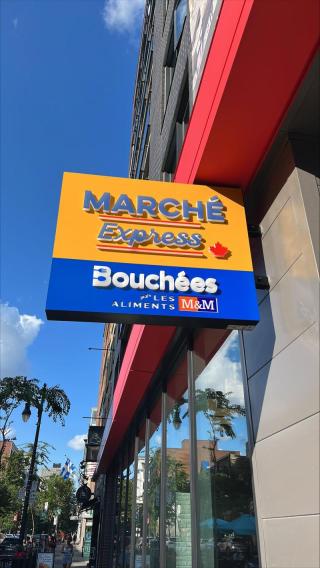 MARCHÉ
Express
Bouchées
par LES
ALIMENTS M&M